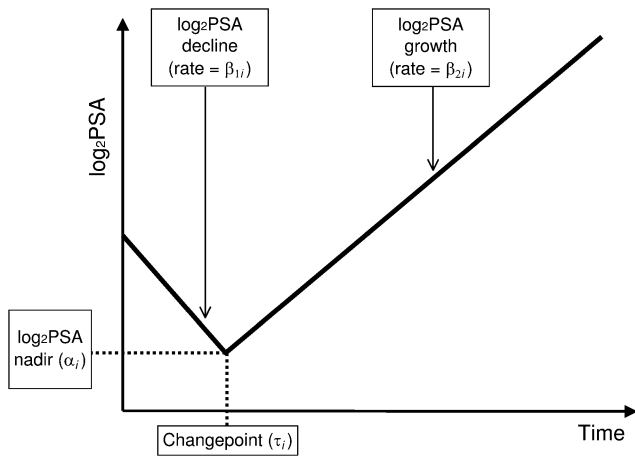 log₂PSA
decline
(rate = β₁ᵢ)
log₂PSA
growth
(rate = β₂ᵢ)
log₂PSA
log₂PSA
nadir (αᵢ)
Changepoint (τᵢ)
Time